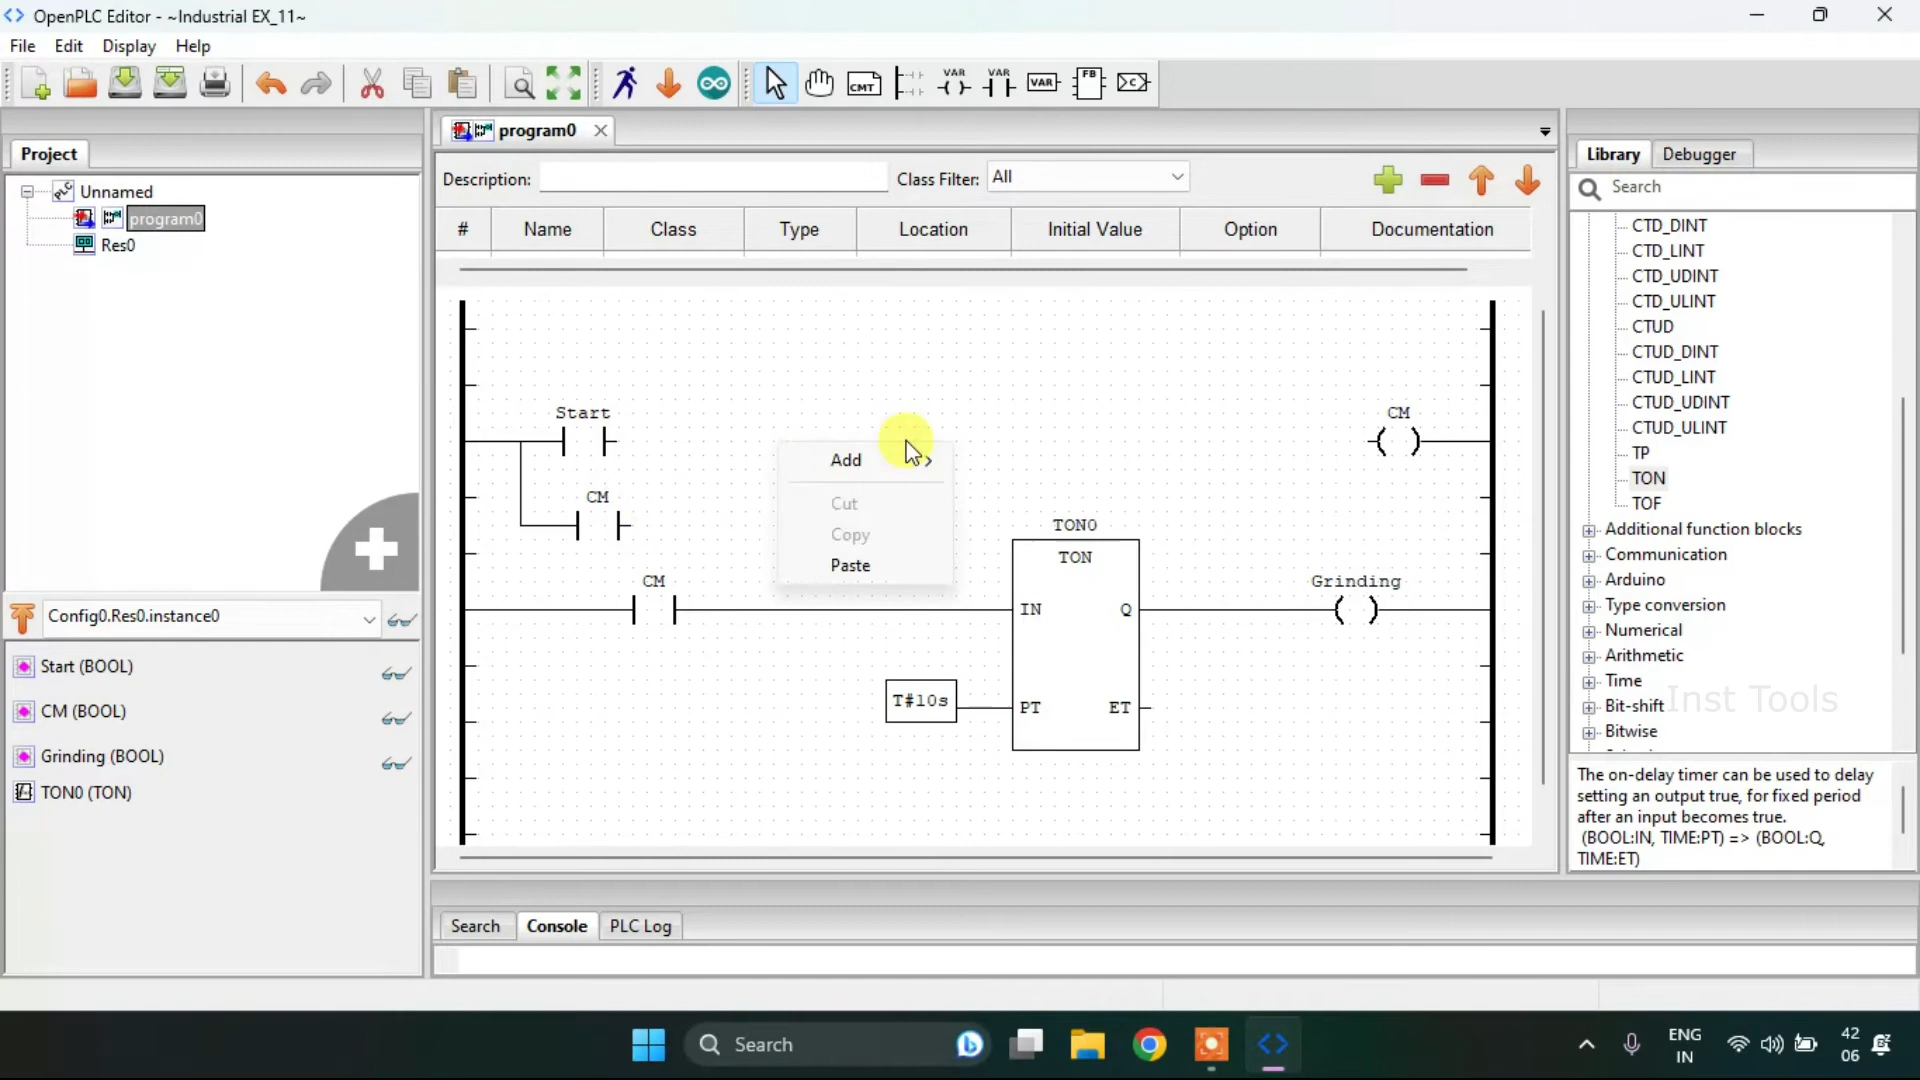 OpenPLC Editor - ~Industrial EX_11~
File Edit Display Help
CMT VAR VAR VAR FB >C>
program0
Project
Library Debugger
Unnamed
program0
Res0
Description: Class Filter: All
Search
# Name Class Type Location Initial Value Option Documentation
CTD_DINT
CTD_LINT
CTD_UDINT
CTD_ULINT
CTUD
CTUD_DINT
CTUD_LINT
CTUD_UDINT
CTUD_ULINT
TP
TON
TOF
Additional function blocks
Communication
Arduino
Type conversion
Numerical
Arithmetic
Time
Bit-shift
Bitwise
Inst Tools
Start CM
CM
Add
Cut
Copy
Paste
TON0
TON
CM Grinding
IN Q
T#10s PT ET
Config0.Res0.instance0
Start (BOOL)
CM (BOOL)
Grinding (BOOL)
TON0 (TON)
The on-delay timer can be used to delay
setting an output true, for fixed period
after an input becomes true.
(BOOL:IN, TIME:PT) => (BOOL:Q,
TIME:ET)
Search Console PLC Log
Search
ENG
IN
42
06